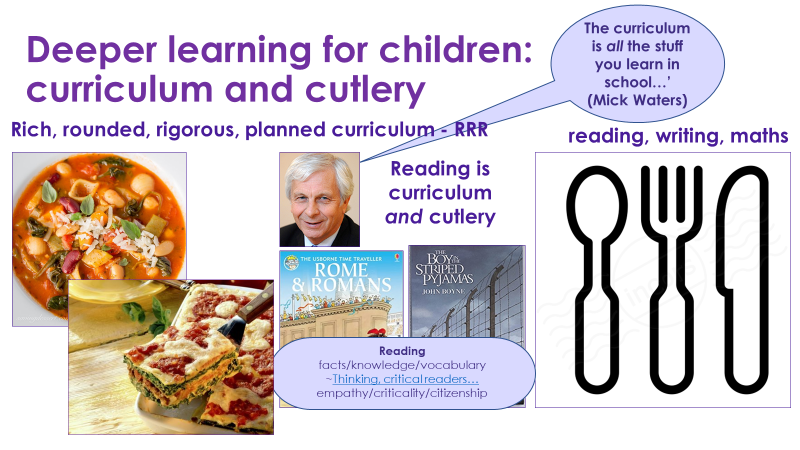 Deeper learning for children:
curriculum and cutlery
The curriculum
is all the stuff
you learn in
school…’
(Mick Waters)
Rich, rounded, rigorous, planned curriculum - RRR
reading, writing, maths
Reading is
curriculum
and cutlery
THE USBORNE TIME TRAVELLER
ROME
& ROMANS
THE
BOY IN THE
STRIPED
PYJAMAS
JOHN BOYNE
Reading
facts/knowledge/vocabulary
~Thinking, critical readers…
empathy/criticality/citizenship